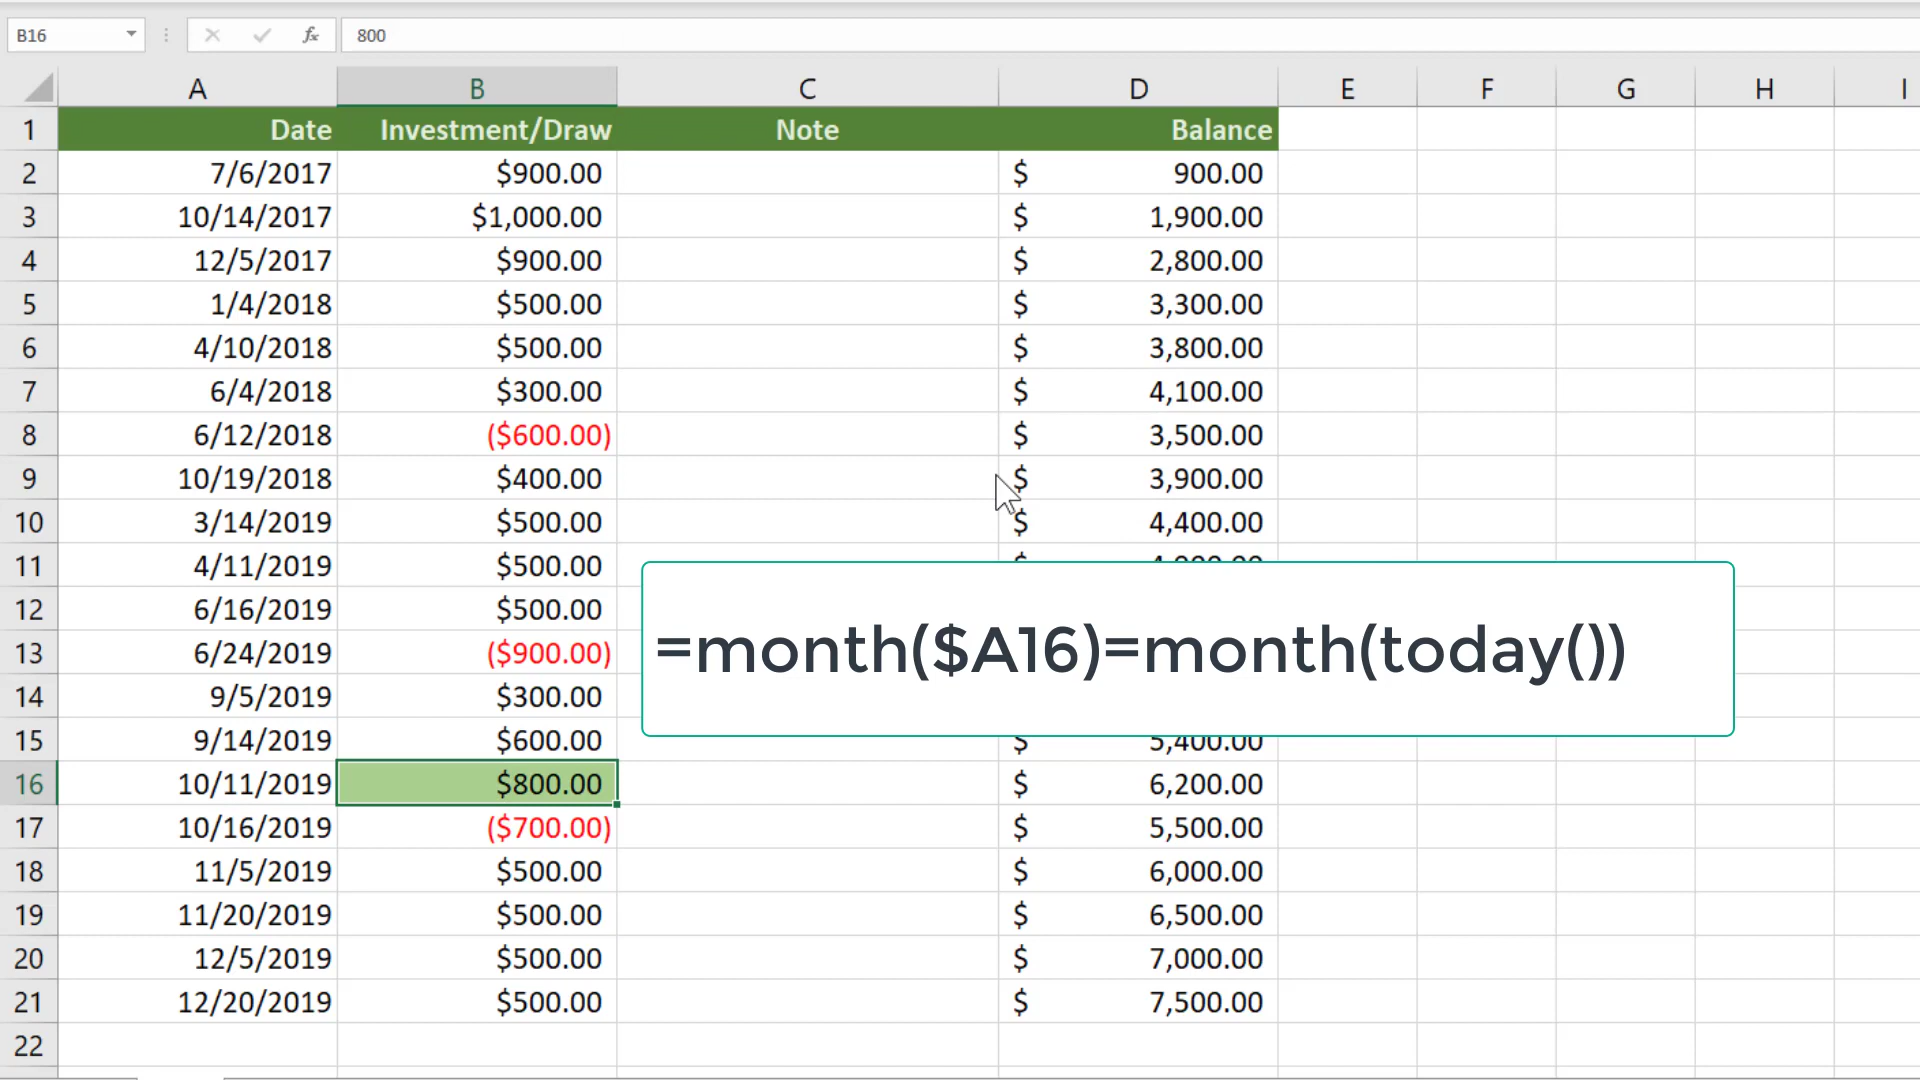 B16 fx 800
A B C D E F G H I
1 Date Investment/Draw Note Balance
2 7/6/2017 $900.00 $ 900.00
3 10/14/2017 $1,000.00 $ 1,900.00
4 12/5/2017 $900.00 $ 2,800.00
5 1/4/2018 $500.00 $ 3,300.00
6 4/10/2018 $500.00 $ 3,800.00
7 6/4/2018 $300.00 $ 4,100.00
8 6/12/2018 ($600.00) $ 3,500.00
9 10/19/2018 $400.00 $ 3,900.00
10 3/14/2019 $500.00 $ 4,400.00
11 4/11/2019 $500.00
12 6/16/2019 $500.00
13 6/24/2019 ($900.00)
=month($A16)=month(today())
14 9/5/2019 $300.00
15 9/14/2019 $600.00 $ 5,400.00
16 10/11/2019 $800.00 $ 6,200.00
17 10/16/2019 ($700.00) $ 5,500.00
18 11/5/2019 $500.00 $ 6,000.00
19 11/20/2019 $500.00 $ 6,500.00
20 12/5/2019 $500.00 $ 7,000.00
21 12/20/2019 $500.00 $ 7,500.00
22